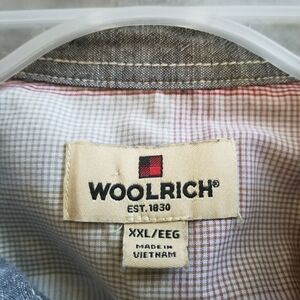 WOOLRICH®
EST. 1830
XXL/EEG
MADE IN
VIETNAM